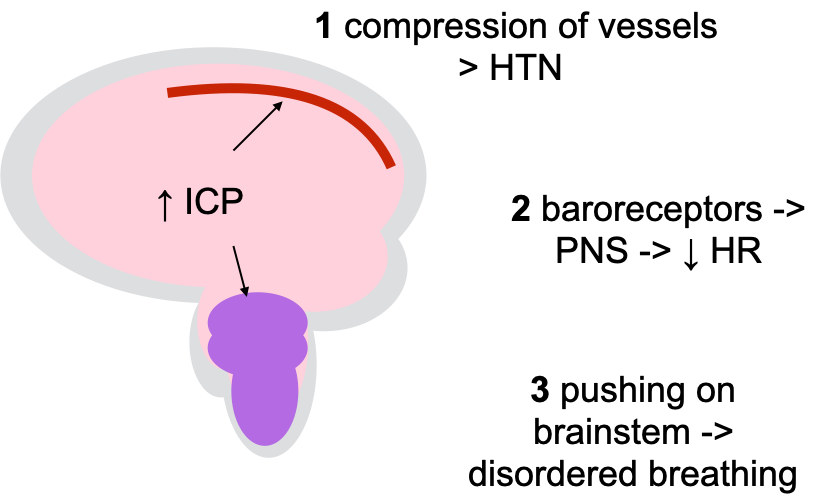 1 compression of vessels
> HTN
↑ ICP
2 baroreceptors ->
PNS -> ↓ HR
3 pushing on
brainstem ->
disordered breathing